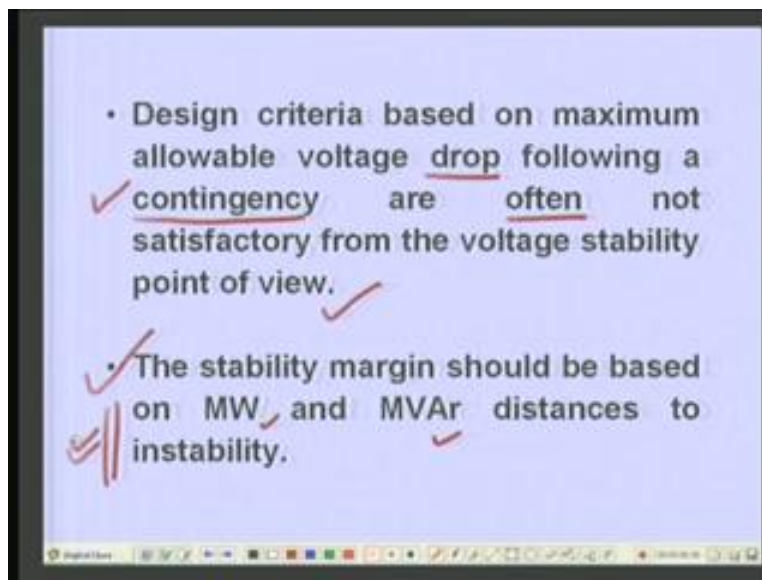 • Design criteria based on maximum
allowable voltage drop following a
contingency are often not
satisfactory from the voltage stability
point of view.
• The stability margin should be based
on MW and MVAr distances to
instability.